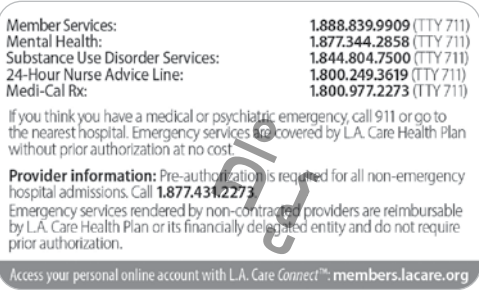 Member Services: 1.888.839.9909 (TTY 711)
Mental Health: 1.877.344.2858 (TTY 711)
Substance Use Disorder Services: 1.844.804.7500 (TTY 711)
24-Hour Nurse Advice Line: 1.800.249.3619 (TTY 711)
Medi-Cal Rx: 1.800.977.2273 (TTY 711)
If you think you have a medical or psychiatric emergency, call 911 or go to
the nearest hospital. Emergency services are covered by L.A. Care Health Plan
without prior authorization at no cost.
Provider information: Pre-authorization is required for all non-emergency
hospital admissions. Call 1.877.431.2273.
Emergency services rendered by non-contracted providers are reimbursable
by L.A. Care Health Plan or its financially delegated entity and do not require
prior authorization.
Access your personal online account with L.A. Care Connect™: members.lacare.org